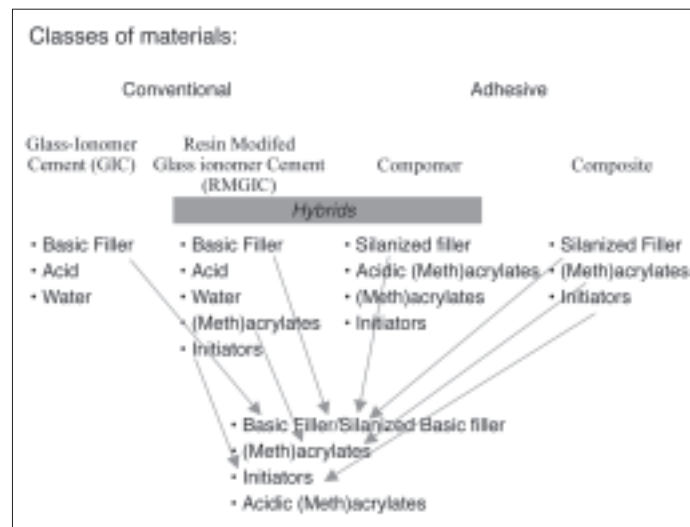 Classes of materials:
Conventional
Adhesive
Glass-Ionomer
Cement (GIC)
Resin Modifed
Glass ionomer Cement
(RMGIC)
Compomer
Composite
Hybrids
• Basic Filler
• Acid
• Water
• Basic Filler
• Acid
• Water
• (Meth)acrylates
• Initiators
• Silanized filler
• Acidic (Meth)acrylates
• (Meth)acrylates
• Initiators
• Silanized Filler
• (Meth)acrylates
• Initiators
• Basic Filler/Silanized Basic filler
• (Meth)acrylates
• Initiators
• Acidic (Meth)acrylates